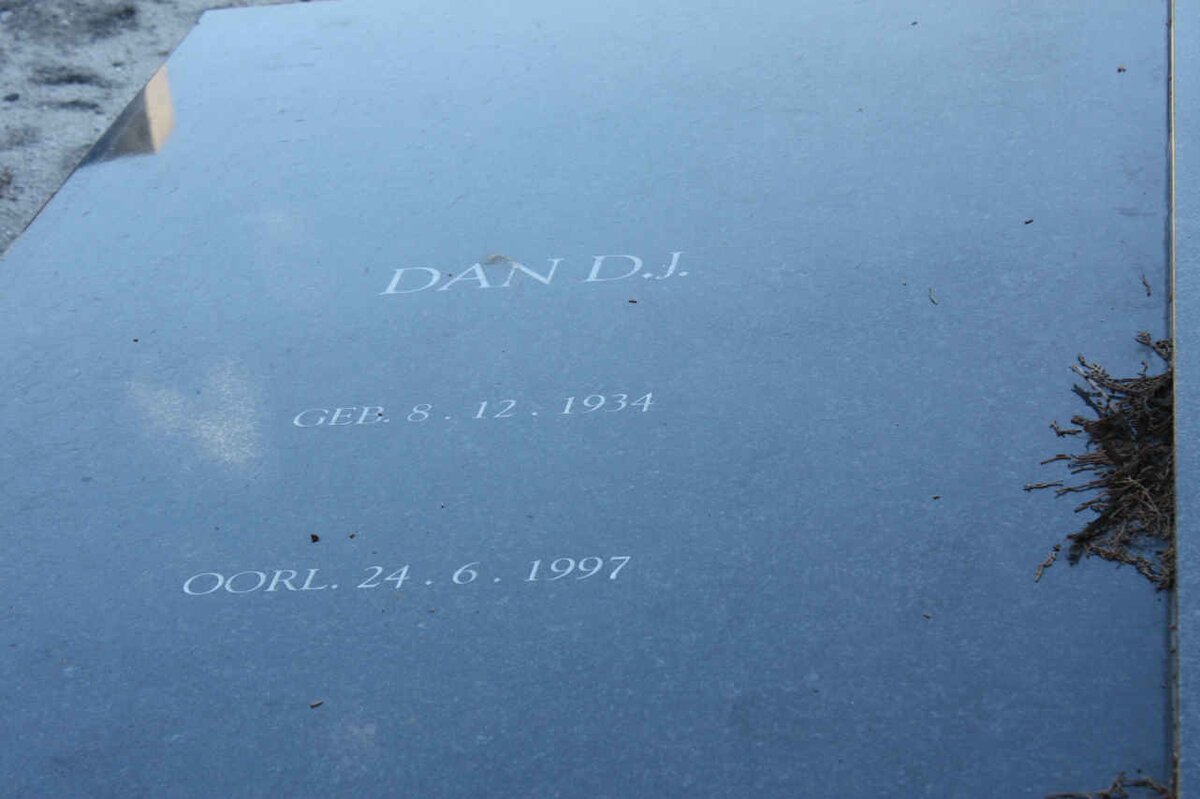 DAN D.J.
GEB. 8 . 12 . 1934
OORL. 24 . 6 . 1997